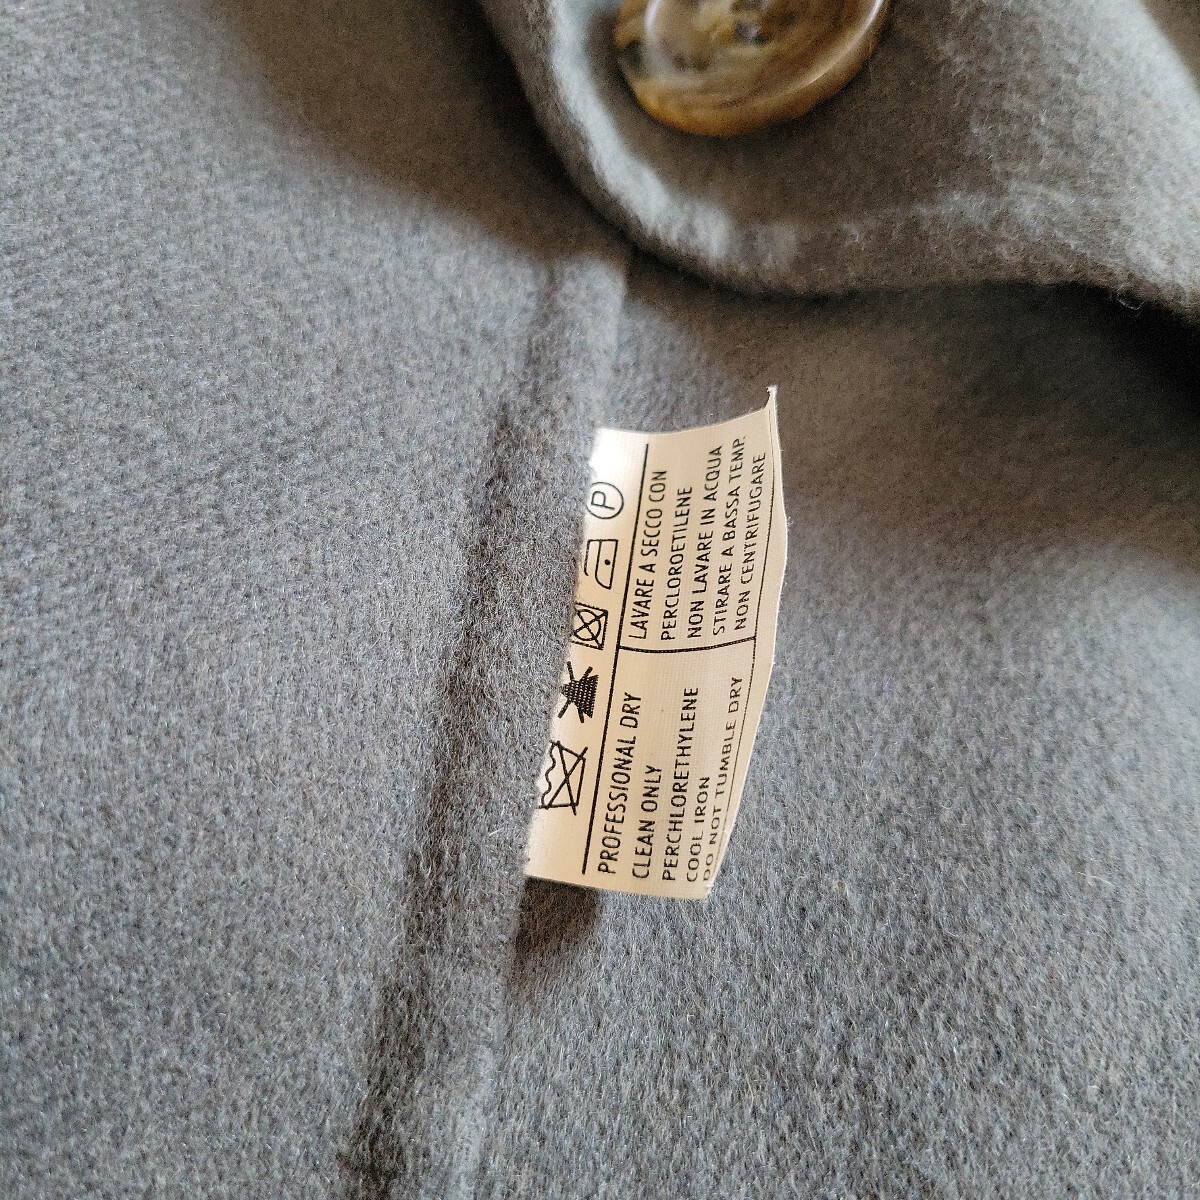 P
LAVARE A SECCO CON
PERCLOROETILENE
NON LAVARE IN ACQUA
STIRARE A BASSA TEMP.
NON CENTRIFUGARE
PROFESSIONAL DRY
CLEAN ONLY
PERCHLORETHYLENE
COOL IRON
DO NOT TUMBLE DRY